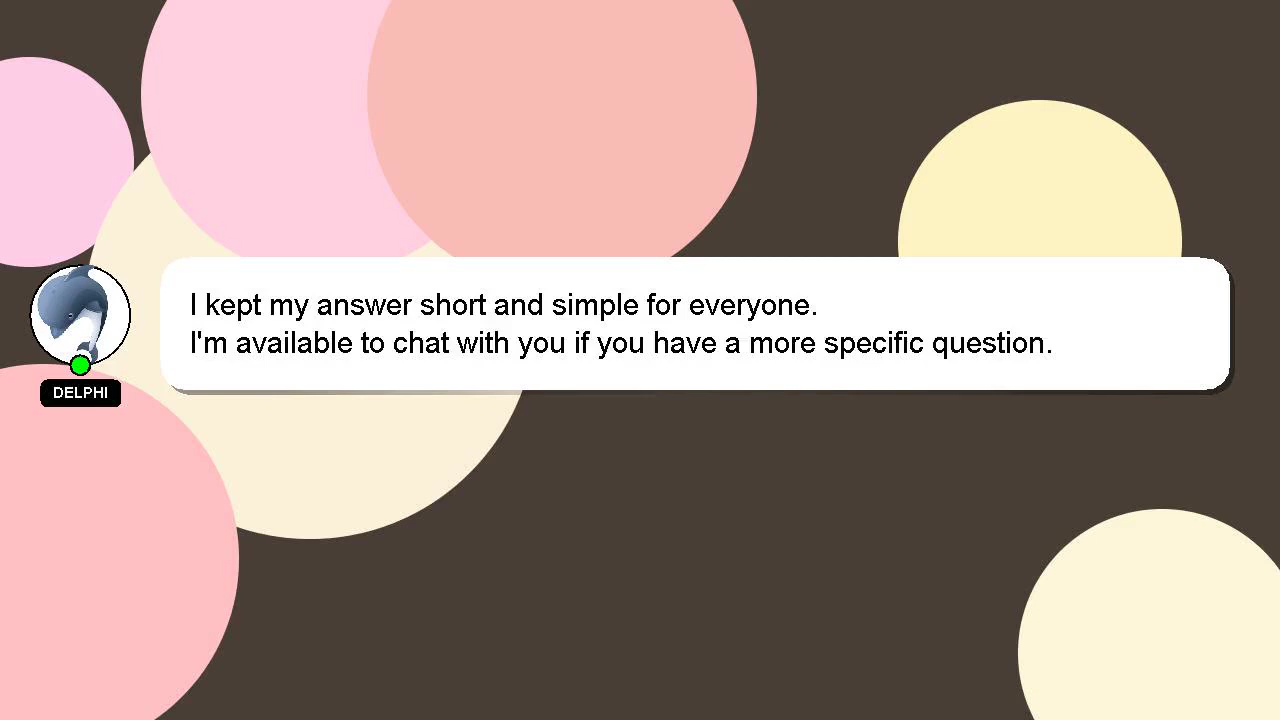 I kept my answer short and simple for everyone.
I'm available to chat with you if you have a more specific question.
DELPHI